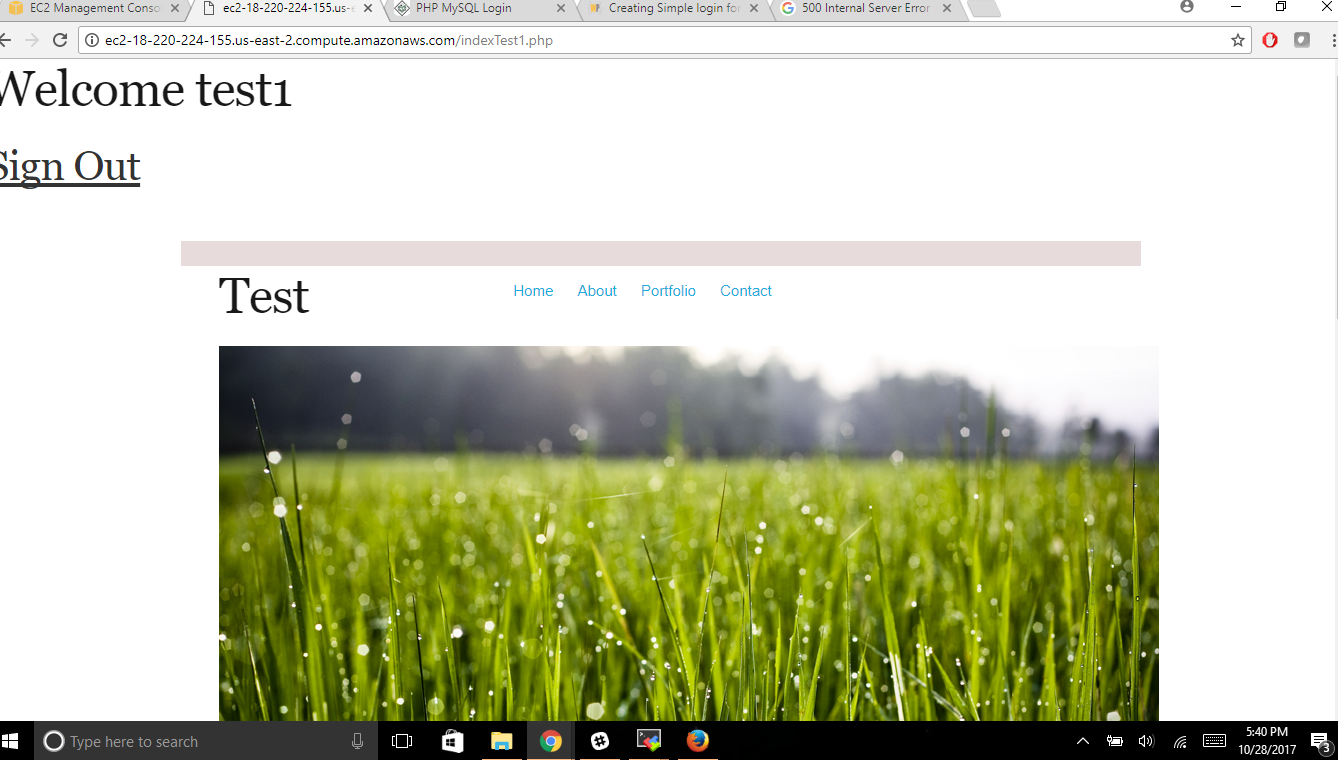 EC2 Management Conso
ec2-18-220-224-155.us-e
PHP MySQL Login
Creating Simple login for
500 Internal Server Error
ec2-18-220-224-155.us-east-2.compute.amazonaws.com/indexTest1.php
Welcome test1
Sign Out
Test
Home About Portfolio Contact
Type here to search
5:40 PM
10/28/2017
3